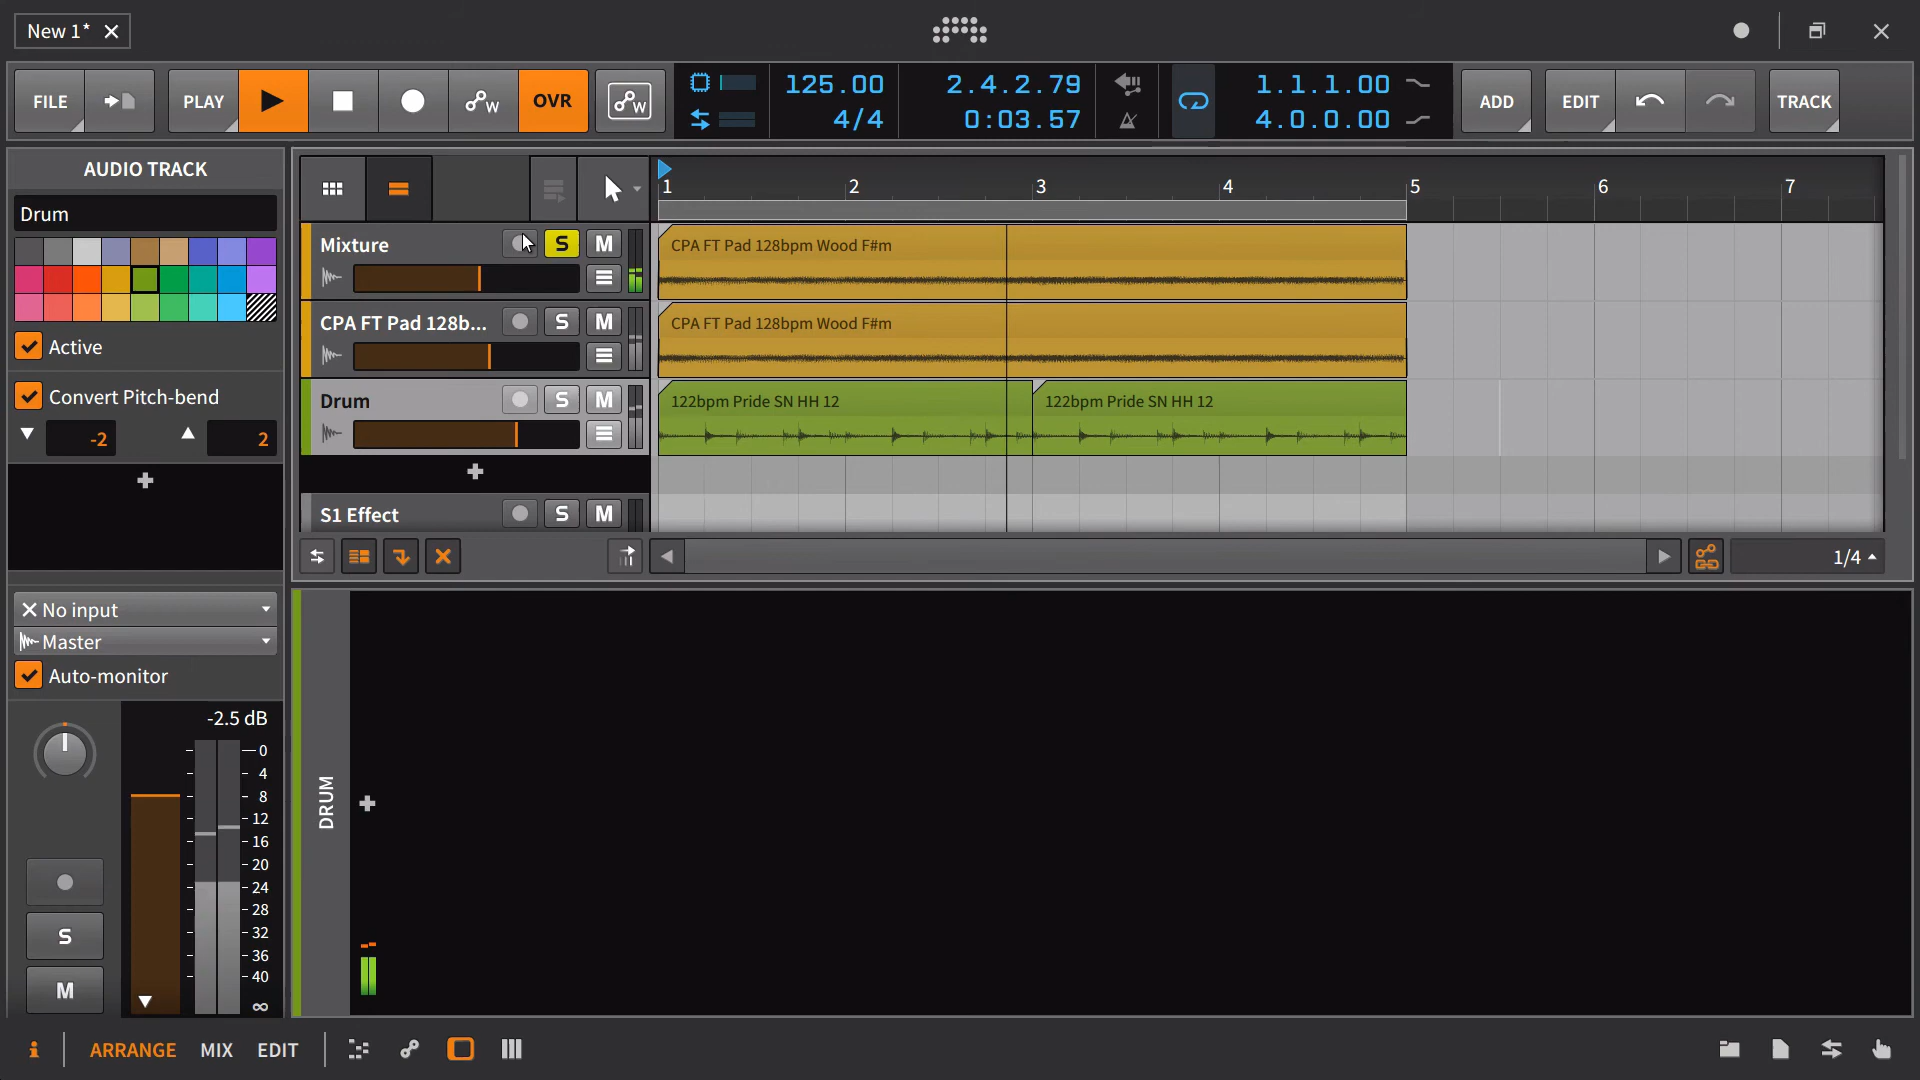 New 1*
FILE
PLAY
OVR
125.00
4/4
2.4.2.79
0:03.57
1.1.1.00
4.0.0.00
ADD
EDIT
TRACK
AUDIO TRACK
Drum
Active
Convert Pitch-bend
-2
2
No input
Master
Auto-monitor
-2.5 dB
0
4
8
12
16
20
24
28
32
36
40
∞
S
M
1
2
3
4
5
6
7
Mixture
S
M
CPA FT Pad 128bpm Wood F#m
CPA FT Pad 128b...
S
M
CPA FT Pad 128bpm Wood F#m
Drum
S
M
122bpm Pride SN HH 12
122bpm Pride SN HH 12
S1 Effect
S
M
1/4
DRUM
i
ARRANGE
MIX
EDIT